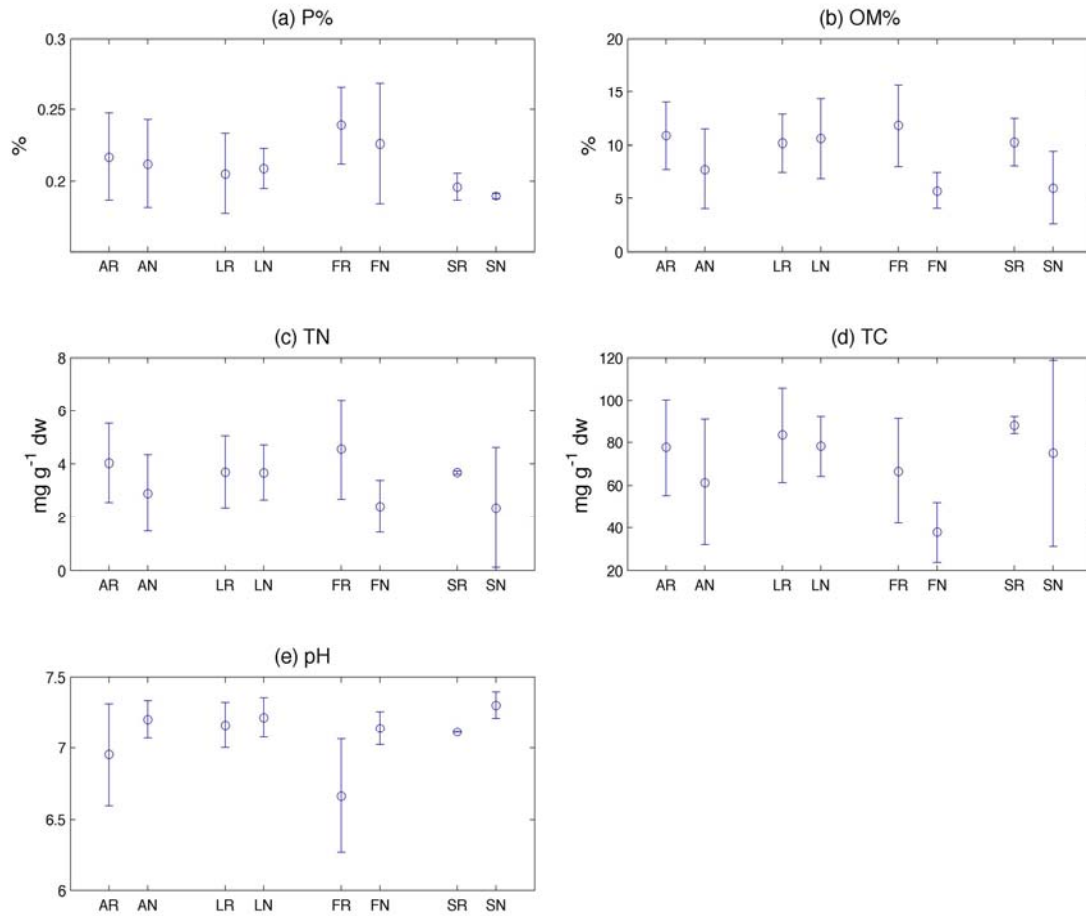 (a) P%
0.3
0.25
0.2
%
AR AN LR LN FR FN SR SN
(b) OM%
20
15
10
5
0
%
AR AN LR LN FR FN SR SN
(c) TN
8
6
4
2
0
mg g⁻¹ dw
AR AN LR LN FR FN SR SN
(d) TC
120
100
80
60
40
20
mg g⁻¹ dw
AR AN LR LN FR FN SR SN
(e) pH
7.5
7
6.5
6
AR AN LR LN FR FN SR SN